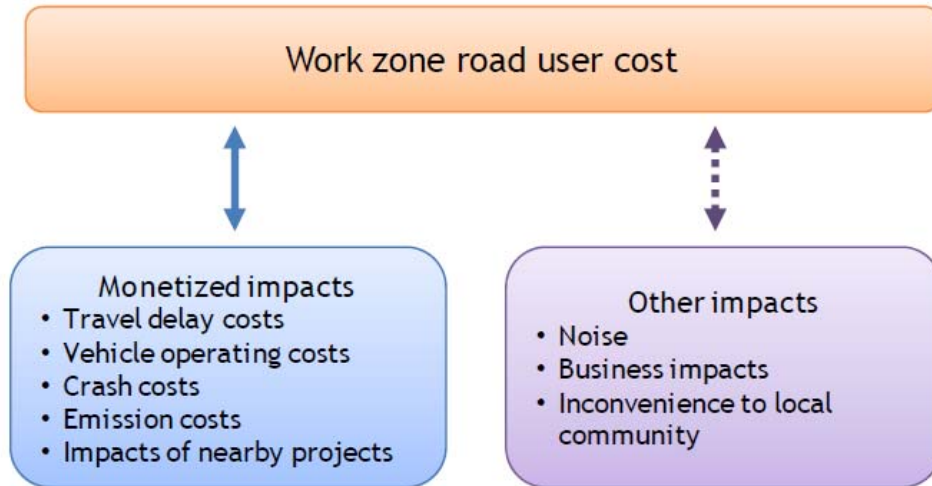 Work zone road user cost
Monetized impacts
• Travel delay costs
• Vehicle operating costs
• Crash costs
• Emission costs
• Impacts of nearby projects
Other impacts
• Noise
• Business impacts
• Inconvenience to local
community